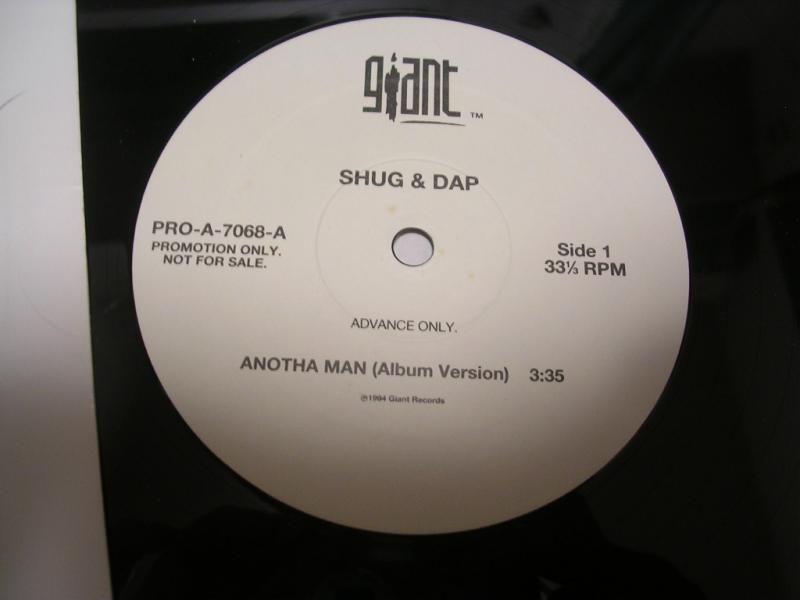 giant ™
SHUG & DAP
PRO-A-7068-A
PROMOTION ONLY.
NOT FOR SALE.
Side 1
33⅓ RPM
ADVANCE ONLY.
ANOTHA MAN (Album Version) 3:35
℗1994 Giant Records